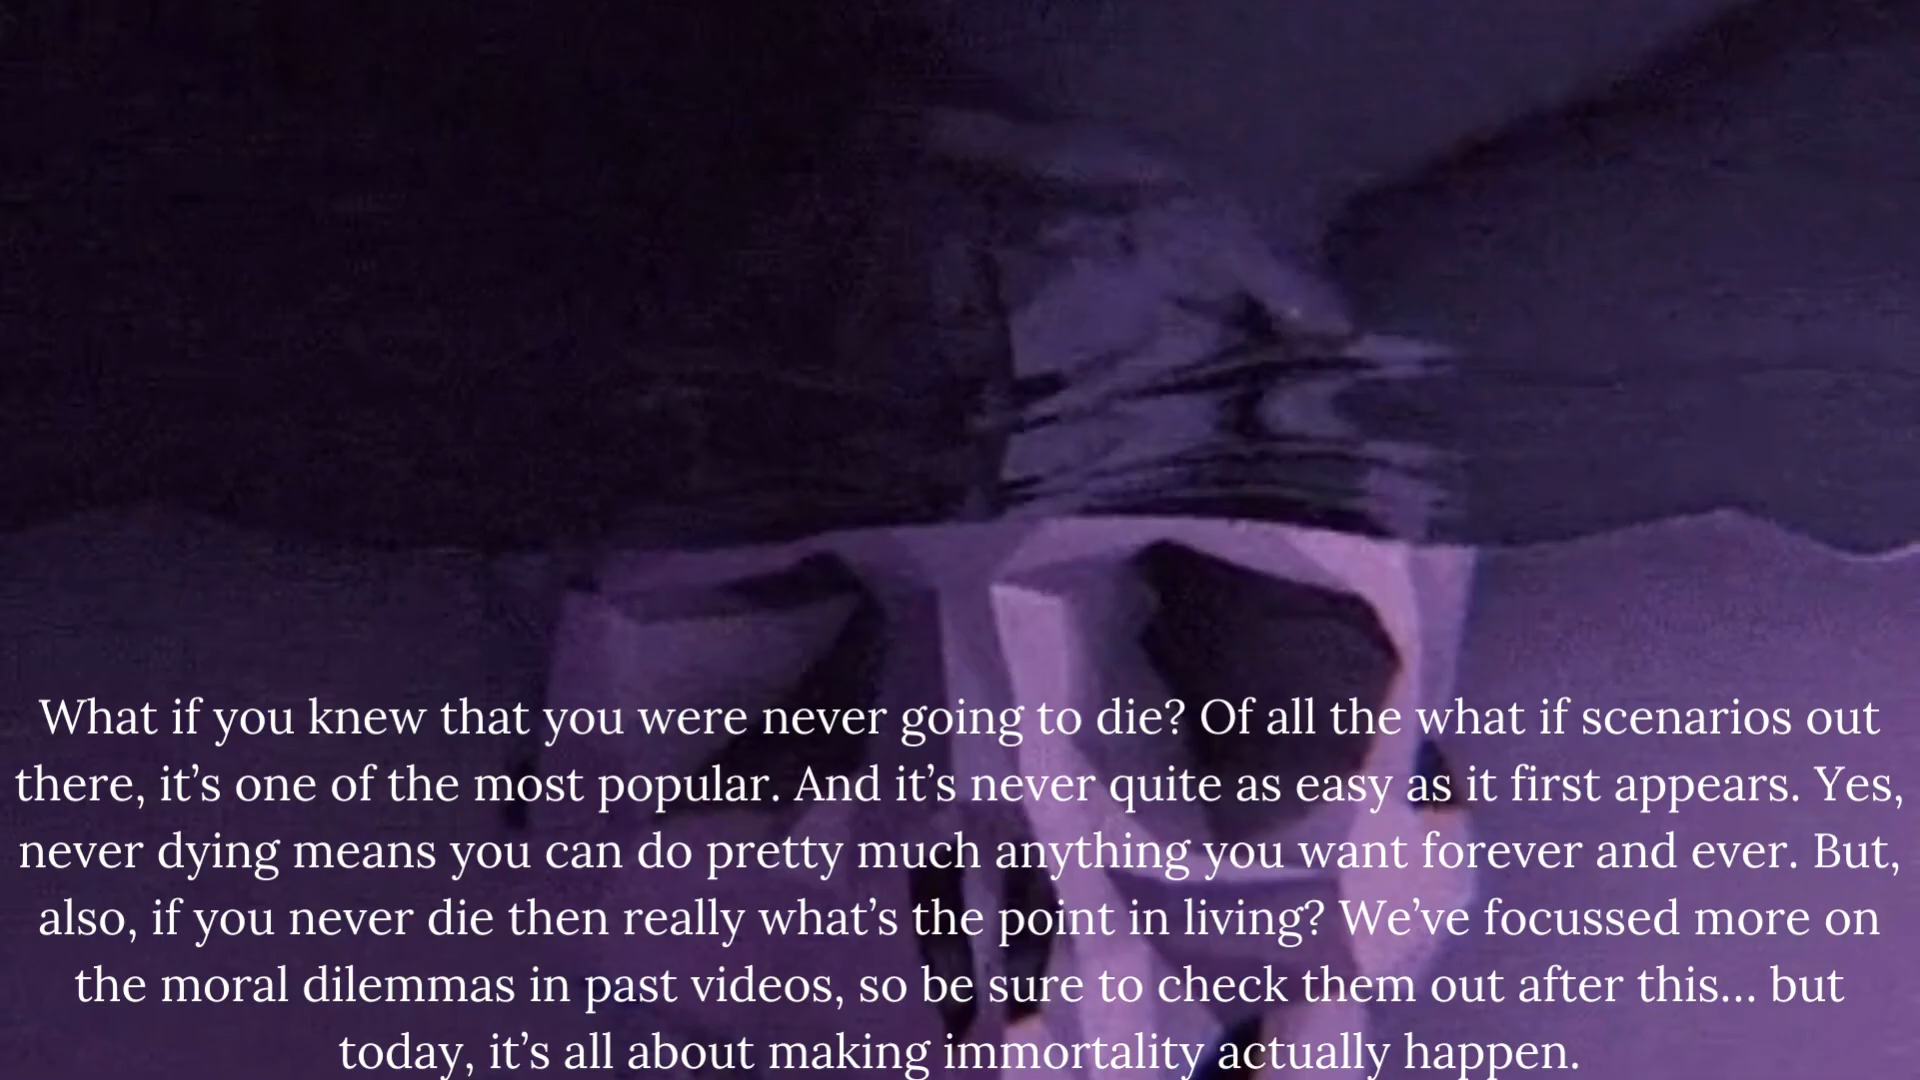 What if you knew that you were never going to die? Of all the what if scenarios out
there, it’s one of the most popular. And it’s never quite as easy as it first appears. Yes,
never dying means you can do pretty much anything you want forever and ever. But,
also, if you never die then really what’s the point in living? We’ve focussed more on
the moral dilemmas in past videos, so be sure to check them out after this... but
today, it’s all about making immortality actually happen.